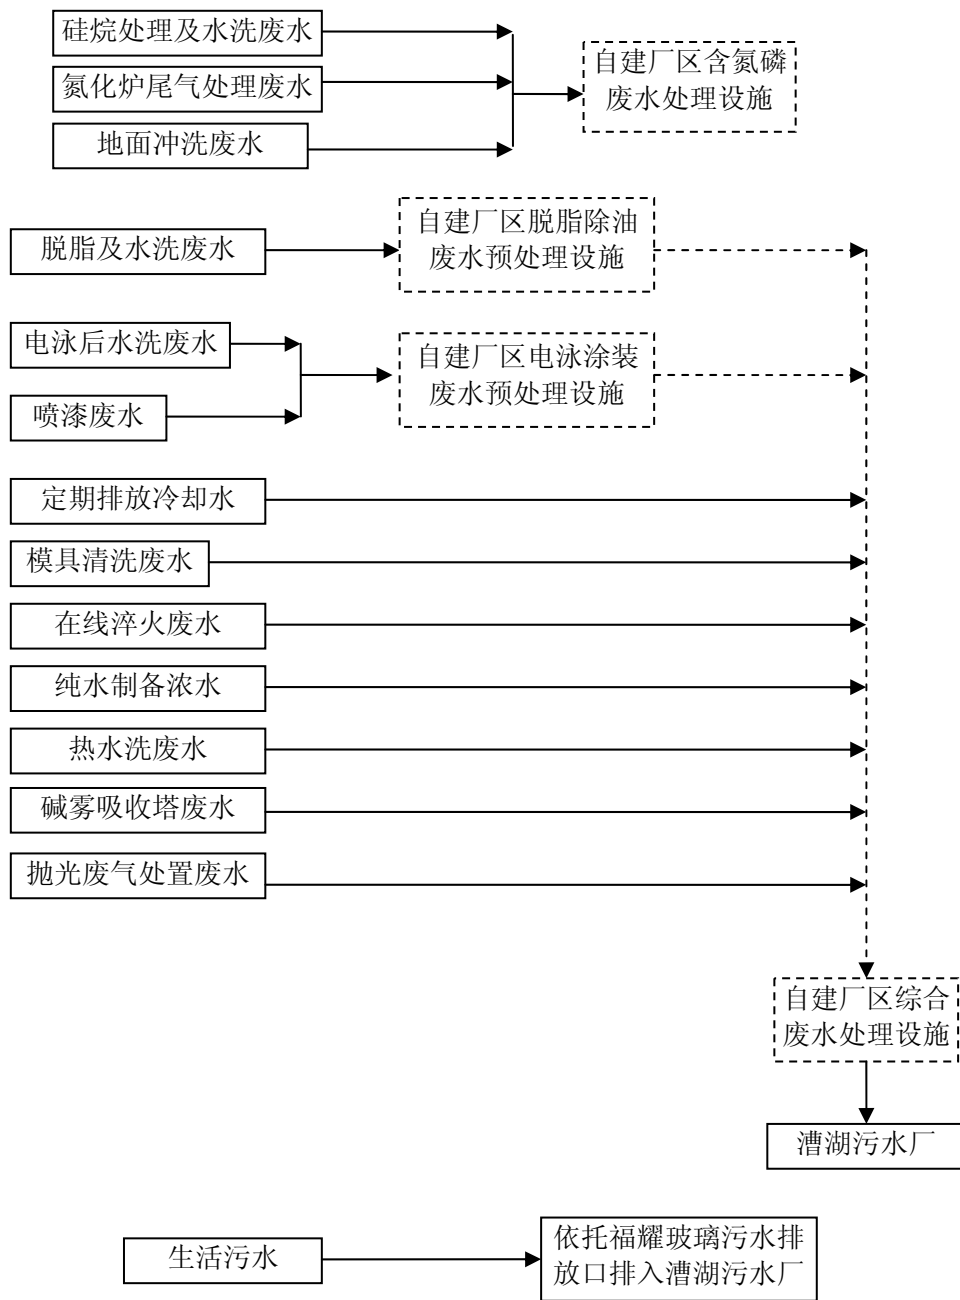 硅烷处理及水洗废水
氮化炉尾气处理废水
地面冲洗废水
自建厂区含氮磷
废水处理设施
脱脂及水洗废水
自建厂区脱脂除油
废水预处理设施
电泳后水洗废水
喷漆废水
自建厂区电泳涂装
废水预处理设施
定期排放冷却水
模具清洗废水
在线淬火废水
纯水制备浓水
热水洗废水
碱雾吸收塔废水
抛光废气处置废水
自建厂区综合
废水处理设施
漕湖污水厂
生活污水
依托福耀玻璃污水排
放口排入漕湖污水厂